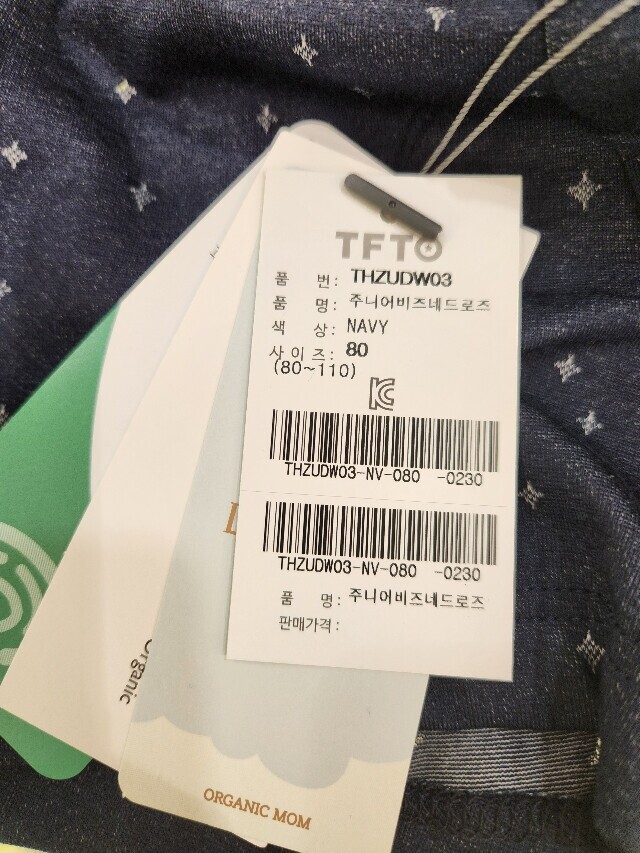 TFTO
품 번: THZUDW03
품 명: 주니어비즈네드로즈
색 상: NAVY
사이즈: 80
(80~110)
THZUDW03-NV-080 -0230
THZUDW03-NV-080 -0230
품 명: 주니어비즈네드로즈
판매가격:
Organic
ORGANIC MOM